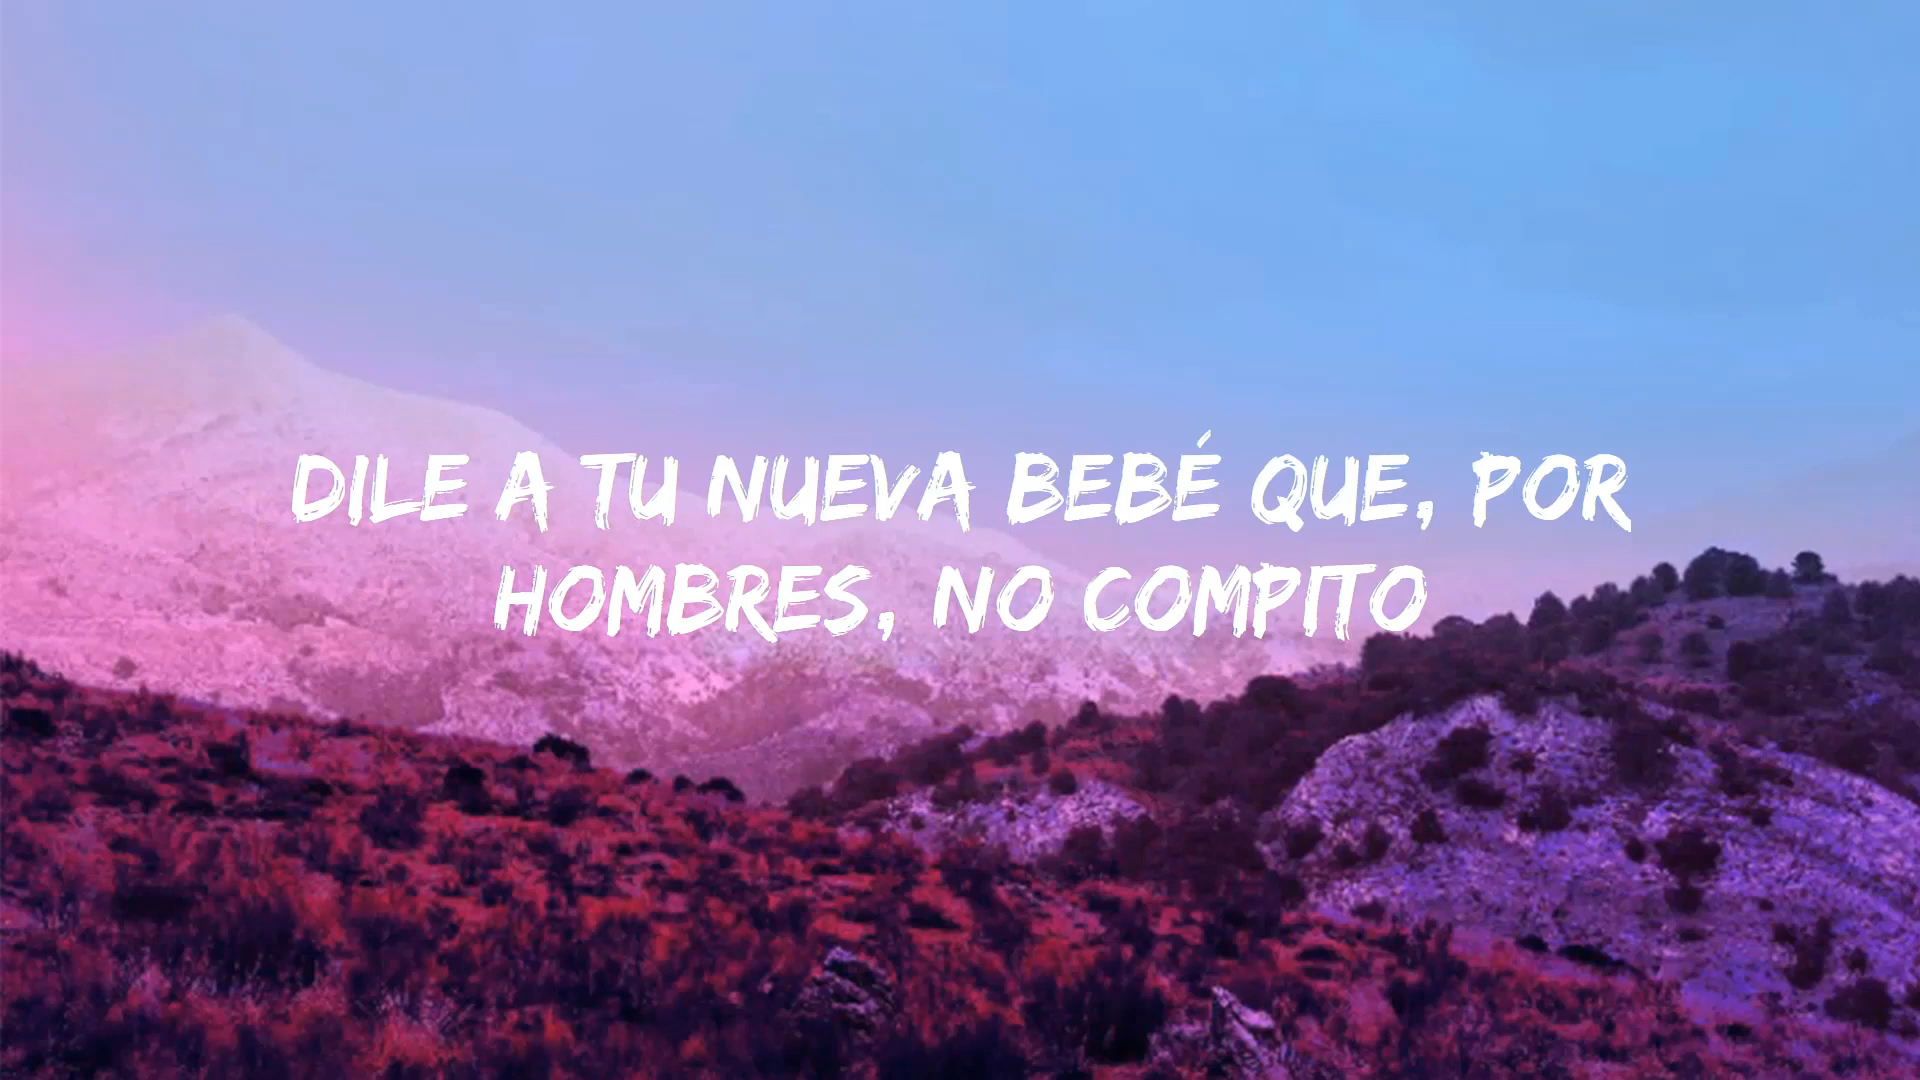 DILE A TU NUEVA BEBÉ QUE, POR
HOMBRES, NO COMPITO